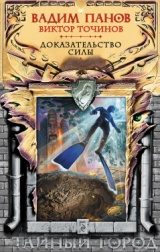 ВАДИМ ПАНОВ
ВИКТОР ТОЧИНОВ
ДОКАЗАТЕЛЬСТВО
СИЛЫ
ТАЙНЫЙ ГОРОД